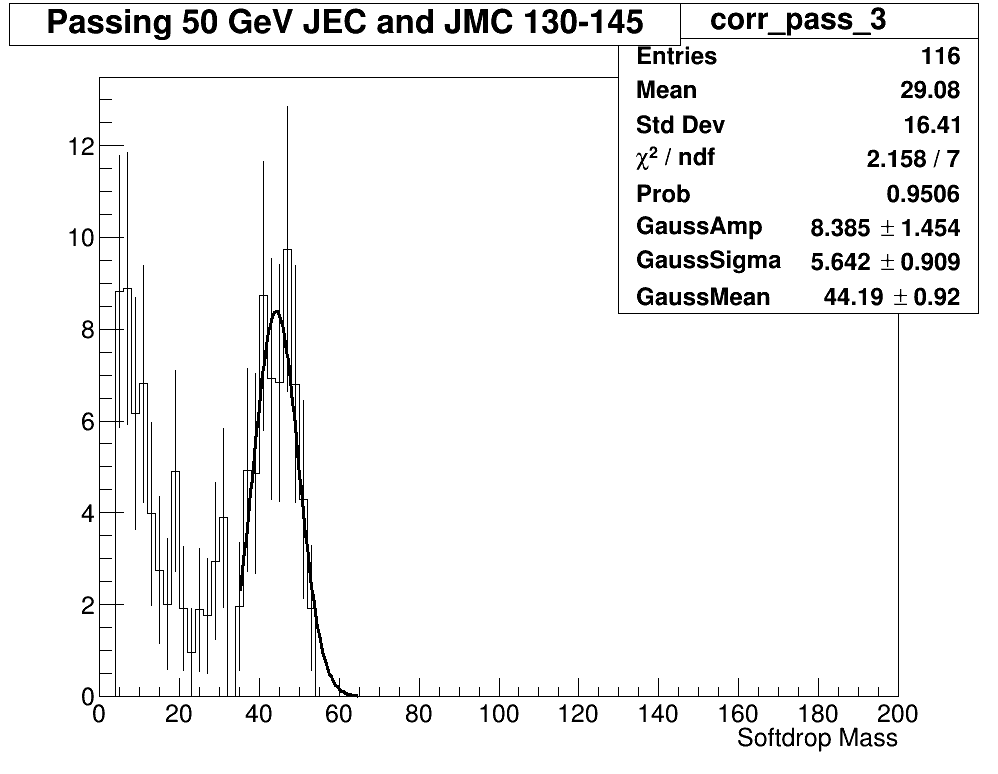 Passing 50 GeV JEC and JMC 130-145
corr_pass_3
Entries 116
Mean 29.08
Std Dev 16.41
χ² / ndf 2.158 / 7
Prob 0.9506
GaussAmp 8.385 ± 1.454
GaussSigma 5.642 ± 0.909
GaussMean 44.19 ± 0.92
12
10
8
6
4
2
0
0 20 40 60 80 100 120 140 160 180 200
Softdrop Mass